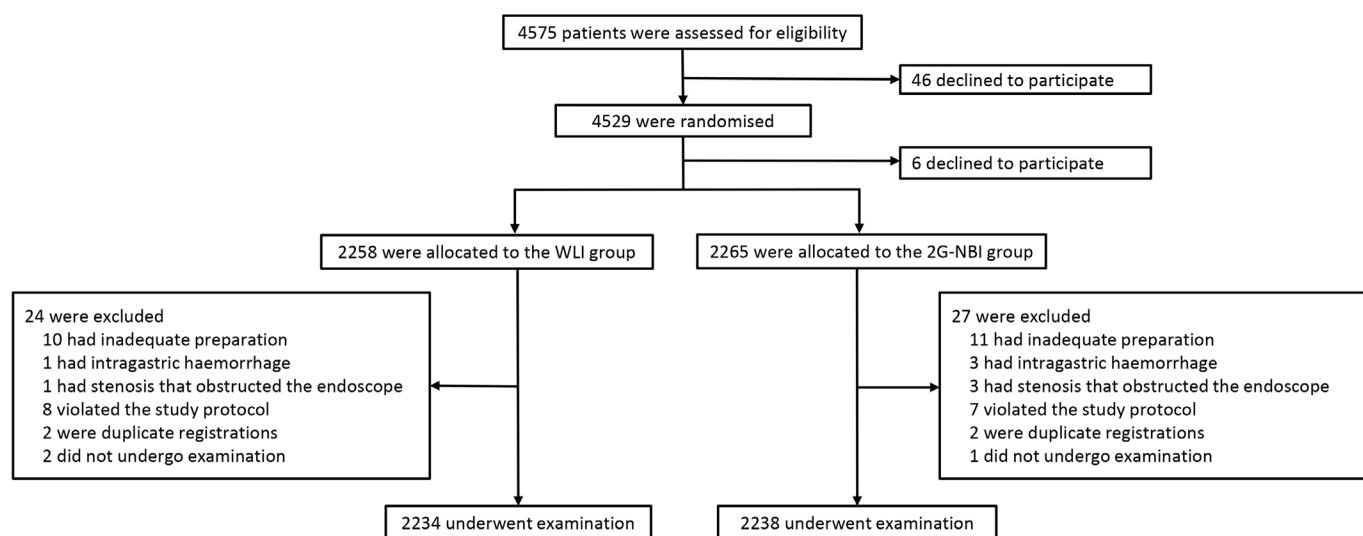 4575 patients were assessed for eligibility
46 declined to participate
4529 were randomised
6 declined to participate
2258 were allocated to the WLI group
2265 were allocated to the 2G-NBI group
24 were excluded
10 had inadequate preparation
1 had intragastric haemorrhage
1 had stenosis that obstructed the endoscope
8 violated the study protocol
2 were duplicate registrations
2 did not undergo examination
27 were excluded
11 had inadequate preparation
3 had intragastric haemorrhage
3 had stenosis that obstructed the endoscope
7 violated the study protocol
2 were duplicate registrations
1 did not undergo examination
2234 underwent examination
2238 underwent examination